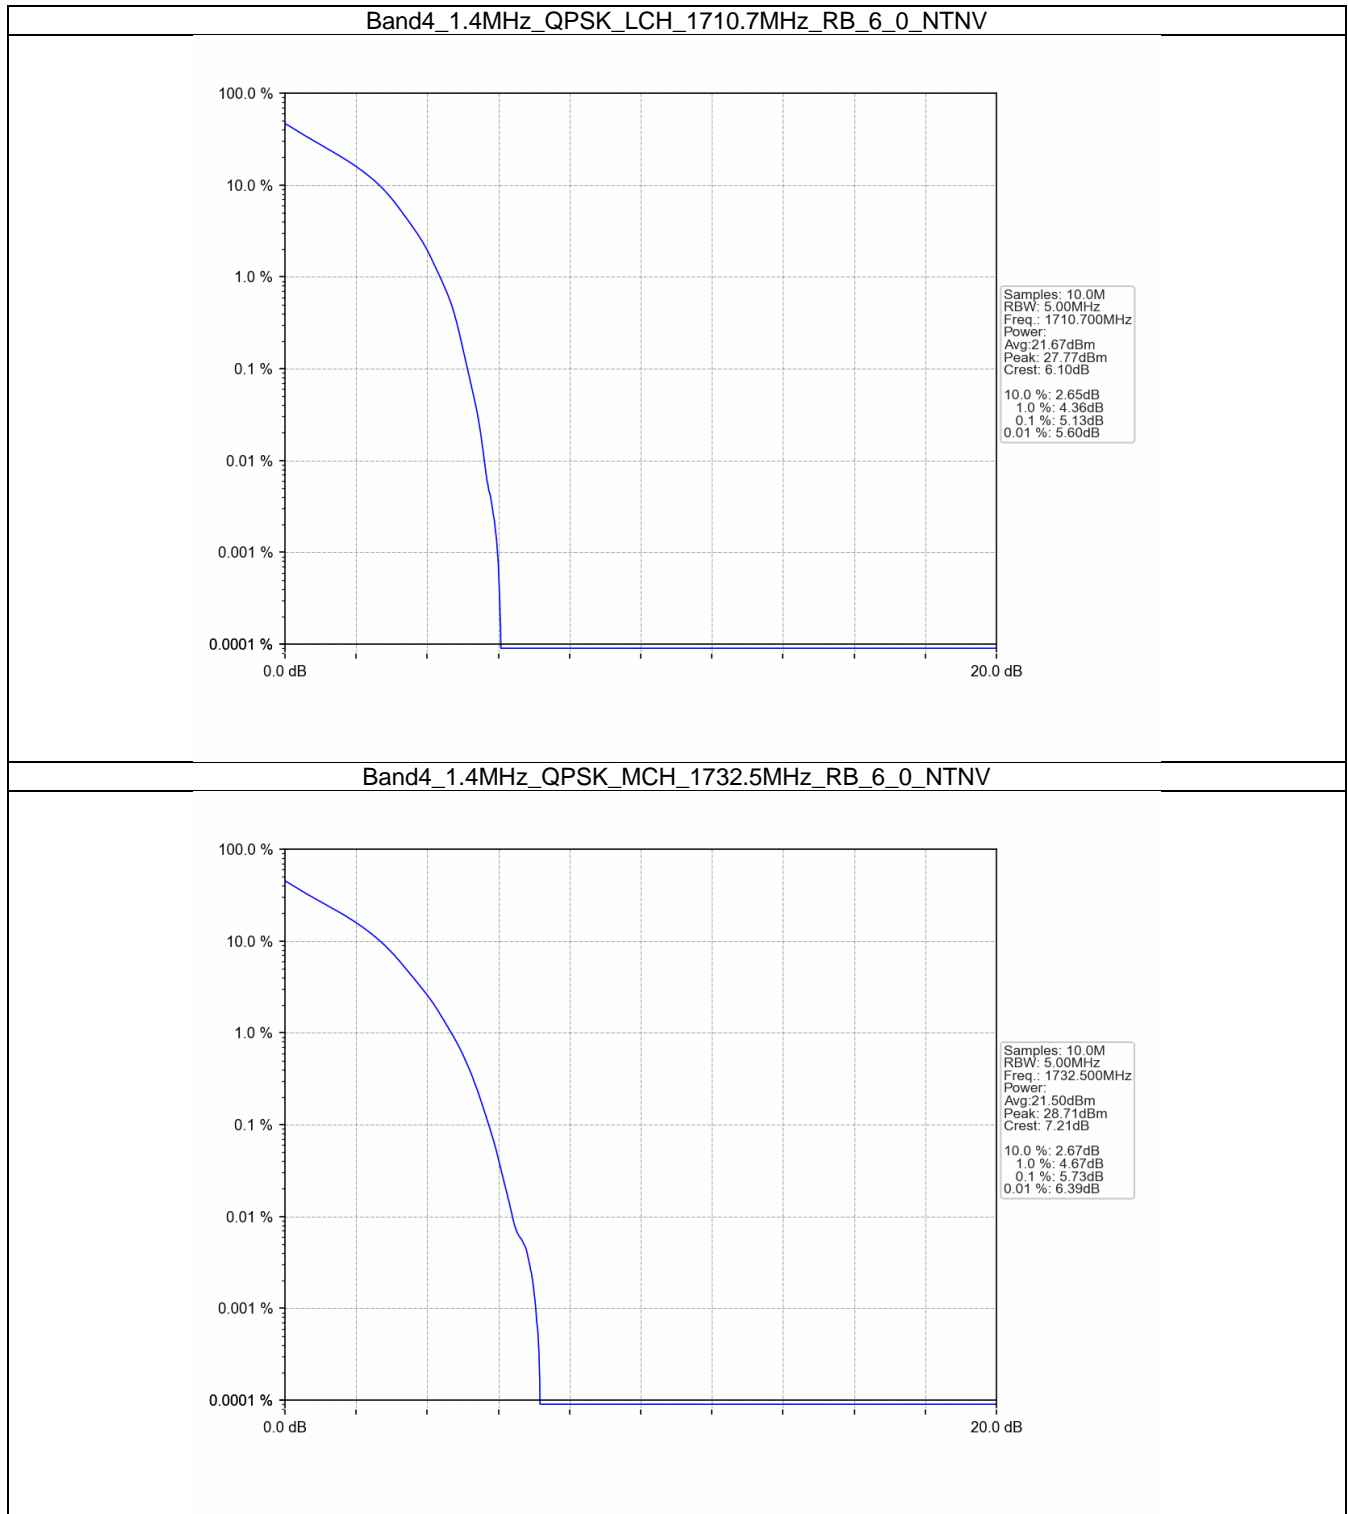 Band4_1.4MHz_QPSK_LCH_1710.7MHz_RB_6_0_NTNV
100.0 %
10.0 %
1.0 %
0.1 %
0.01 %
0.001 %
0.0001 %
0.0 dB
20.0 dB
Samples: 10.0M
RBW: 5.00MHz
Freq.: 1710.700MHz
Power:
Avg:21.67dBm
Peak: 27.77dBm
Crest: 6.10dB
10.0 %: 2.65dB
1.0 %: 4.36dB
0.1 %: 5.13dB
0.01 %: 5.60dB
Band4_1.4MHz_QPSK_MCH_1732.5MHz_RB_6_0_NTNV
100.0 %
10.0 %
1.0 %
0.1 %
0.01 %
0.001 %
0.0001 %
0.0 dB
20.0 dB
Samples: 10.0M
RBW: 5.00MHz
Freq.: 1732.500MHz
Power:
Avg:21.50dBm
Peak: 28.71dBm
Crest: 7.21dB
10.0 %: 2.67dB
1.0 %: 4.67dB
0.1 %: 5.73dB
0.01 %: 6.39dB